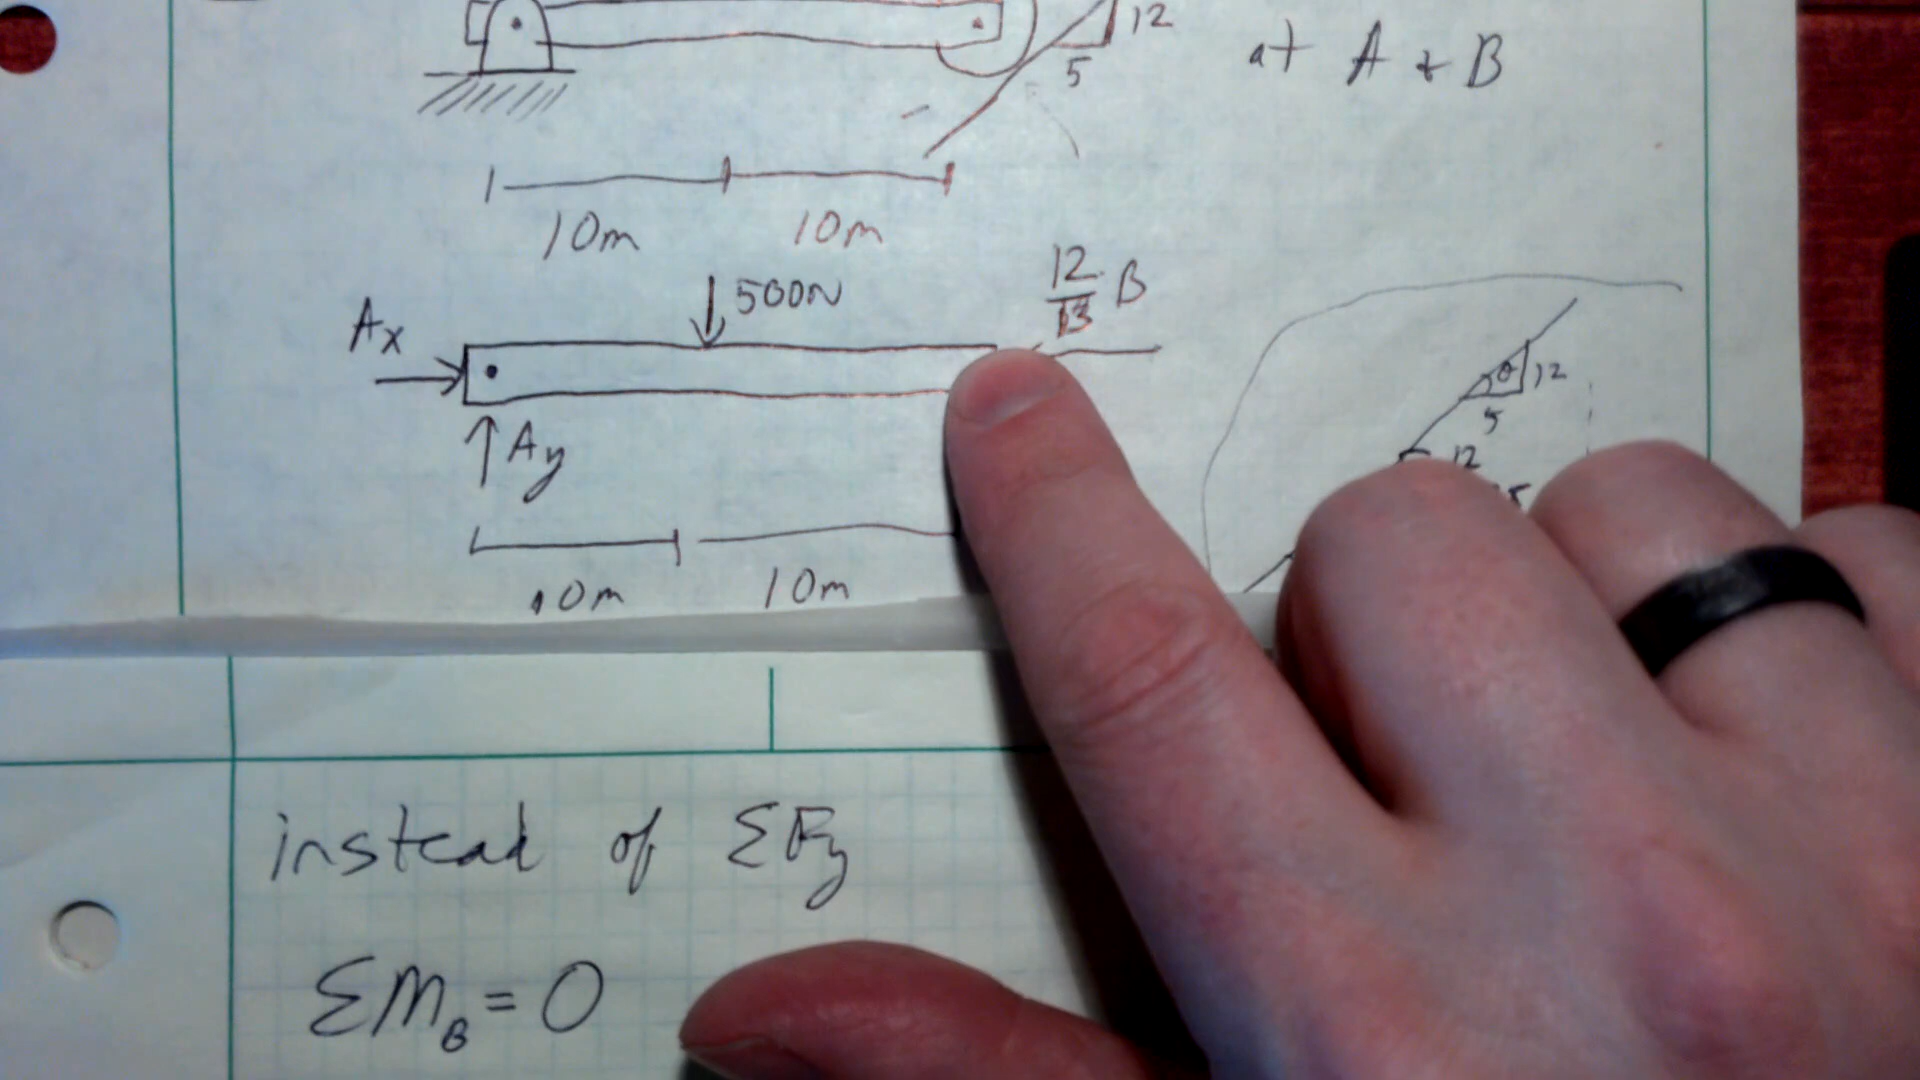 12
5
at A + B
10m 10m
12/13 B
500N
Ax
Ay
θ 12
5
12
10m 10m
instead of ΣFy
ΣM_B = 0